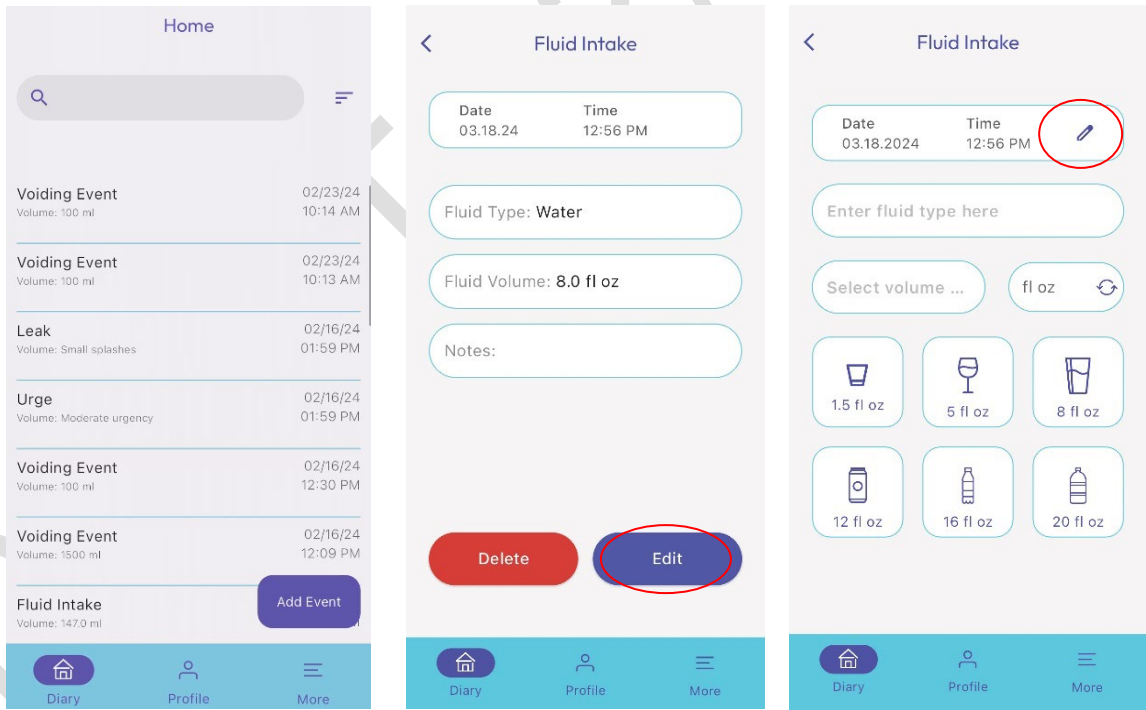 Home
Voiding Event 02/23/24
Volume: 100 ml 10:14 AM
Voiding Event 02/23/24
Volume: 100 ml 10:13 AM
Leak 02/16/24
Volume: Small splashes 01:59 PM
Urge 02/16/24
Volume: Moderate urgency 01:59 PM
Voiding Event 02/16/24
Volume: 100 ml 12:30 PM
Voiding Event 02/16/24
Volume: 1500 ml 12:09 PM
Fluid Intake
Volume: 147.0 ml
Add Event
Diary Profile More
Fluid Intake
Date Time
03.18.24 12:56 PM
Fluid Type: Water
Fluid Volume: 8.0 fl oz
Notes:
Delete Edit
Diary Profile More
Fluid Intake
Date Time
03.18.2024 12:56 PM
Enter fluid type here
Select volume ... fl oz
1.5 fl oz 5 fl oz 8 fl oz
12 fl oz 16 fl oz 20 fl oz
Diary Profile More